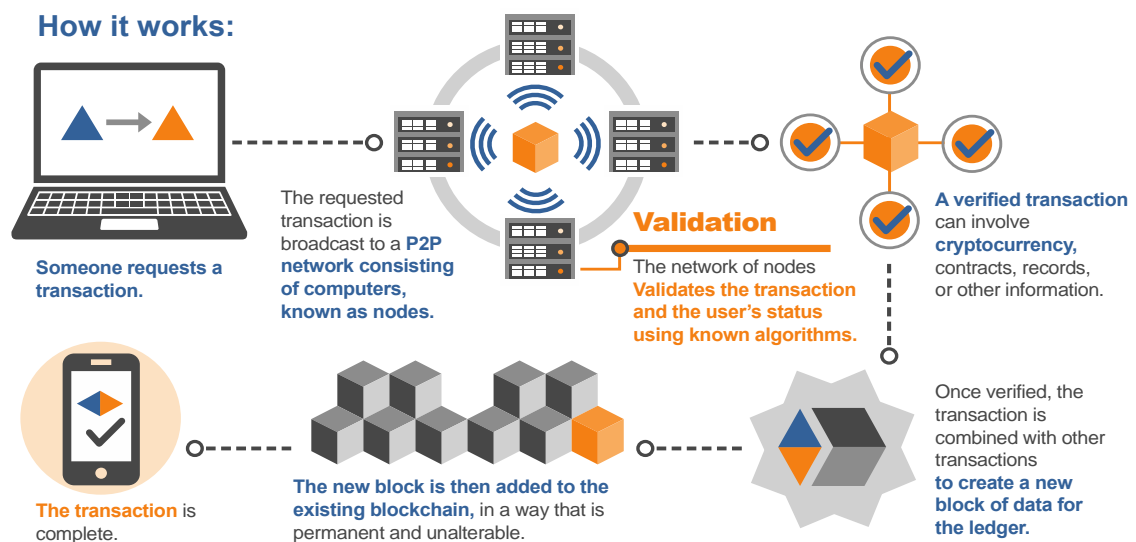 How it works:
Someone requests a
transaction.
The requested
transaction is
broadcast to a P2P
network consisting
of computers,
known as nodes.
Validation
The network of nodes
Validates the transaction
and the user’s status
using known algorithms.
A verified transaction
can involve
cryptocurrency,
contracts, records,
or other information.
Once verified, the
transaction is
combined with other
transactions
to create a new
block of data for
the ledger.
The new block is then added to the
existing blockchain, in a way that is
permanent and unalterable.
The transaction is
complete.